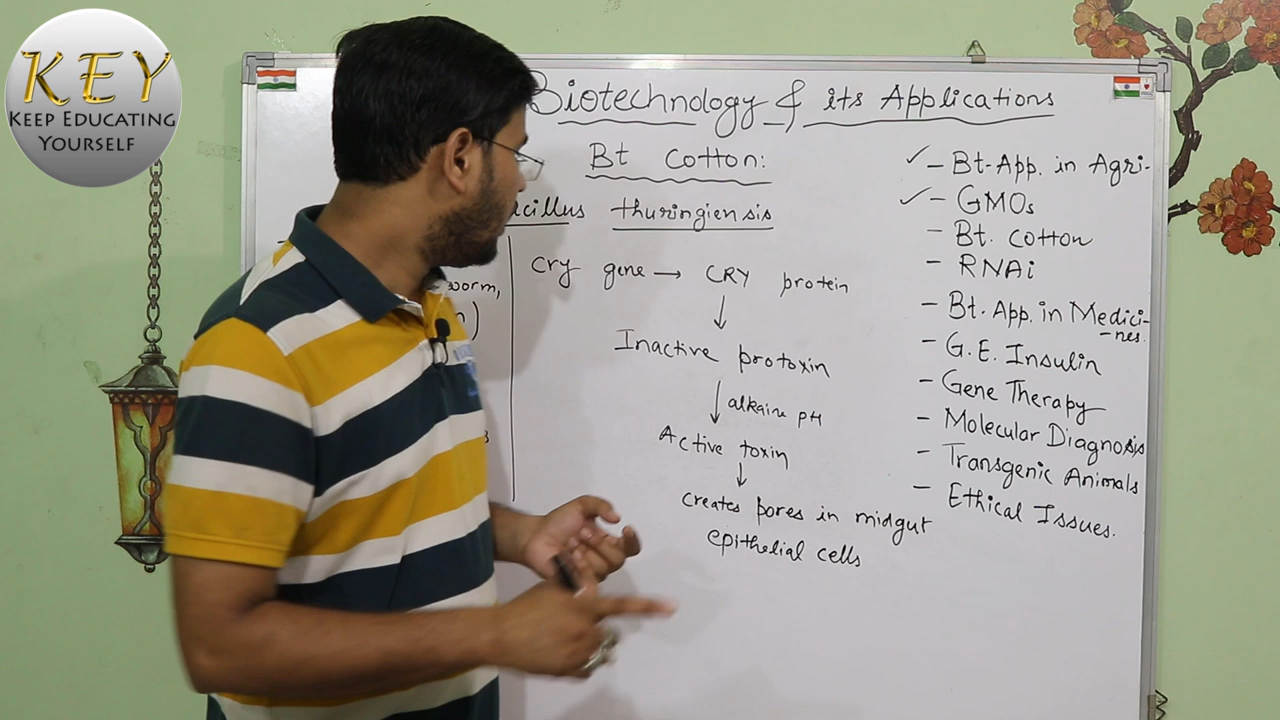 KEY
KEEP EDUCATING
YOURSELF
Biotechnology & its Applications
Bt Cotton:
acillus thuringiensis
worm,
cry gene → CRY protein
↓
Inactive protoxin
↓ alkaine pH
Active toxin
↓
creates pores in midgut
epithelial cells
✓ - Bt-App. in Agri-
✓ - GMOs
- Bt. Cotton
- RNAi
- Bt. App. in Medici-
-nes.
- G.E. Insulin
- Gene Therapy
- Molecular Diagnosis
- Transgenic Animals
- Ethical Issues.